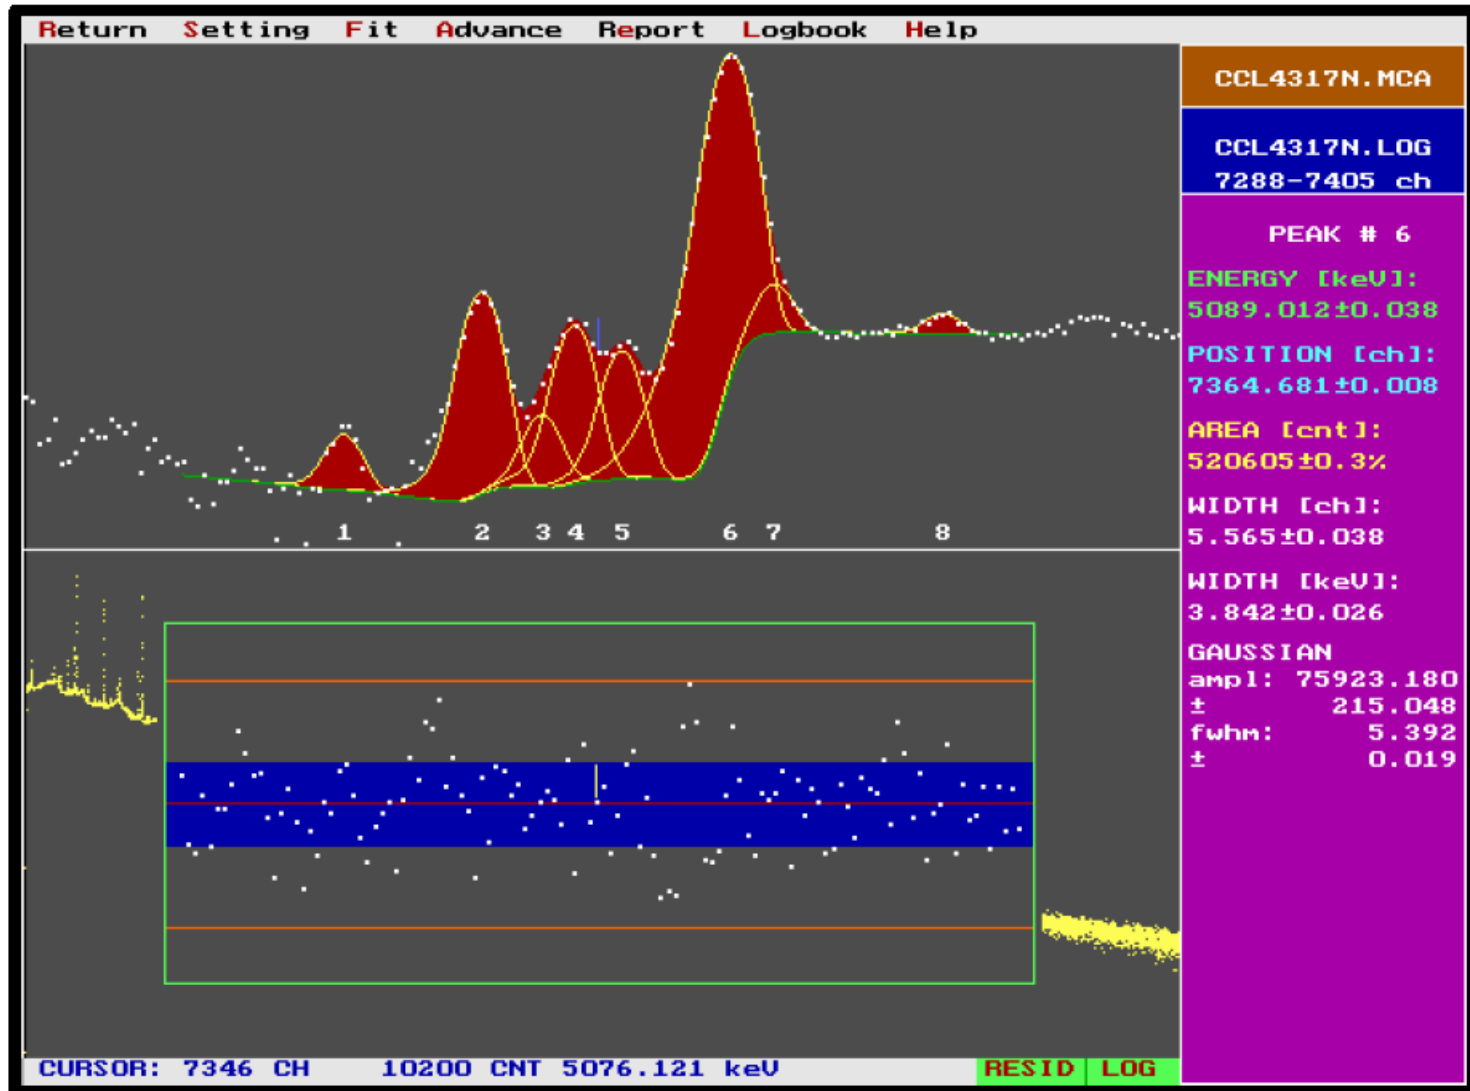 Return Setting Fit Advance Report Logbook Help
CCL4317N.MCA
CCL4317N.LOG
7288-7405 ch
PEAK # 6
ENERGY [keV]:
5089.012±0.038
POSITION [ch]:
7364.681±0.008
AREA [cnt]:
520605±0.3%
WIDTH [ch]:
5.565±0.038
WIDTH [keV]:
3.842±0.026
GAUSSIAN
ampl: 75923.180
± 215.048
fwhm: 5.392
± 0.019
1 2 3 4 5 6 7 8
CURSOR: 7346 CH 10200 CNT 5076.121 keV RESID LOG